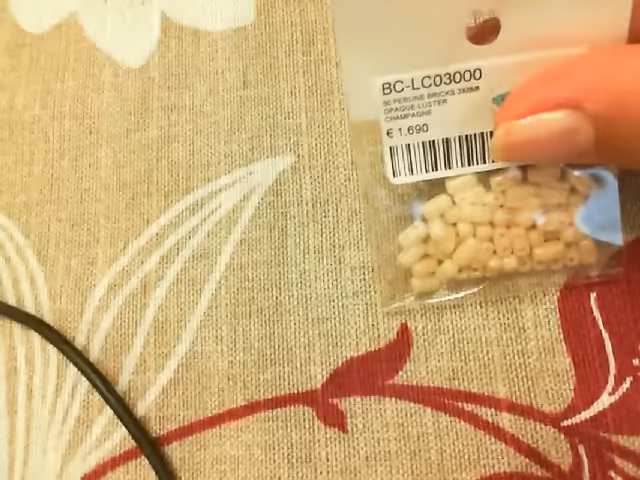 BC-LC03000
50 PERLINE BRICKS 3X6MM
OPAQUE-LUSTER
CHAMPAGNE
€ 1,690